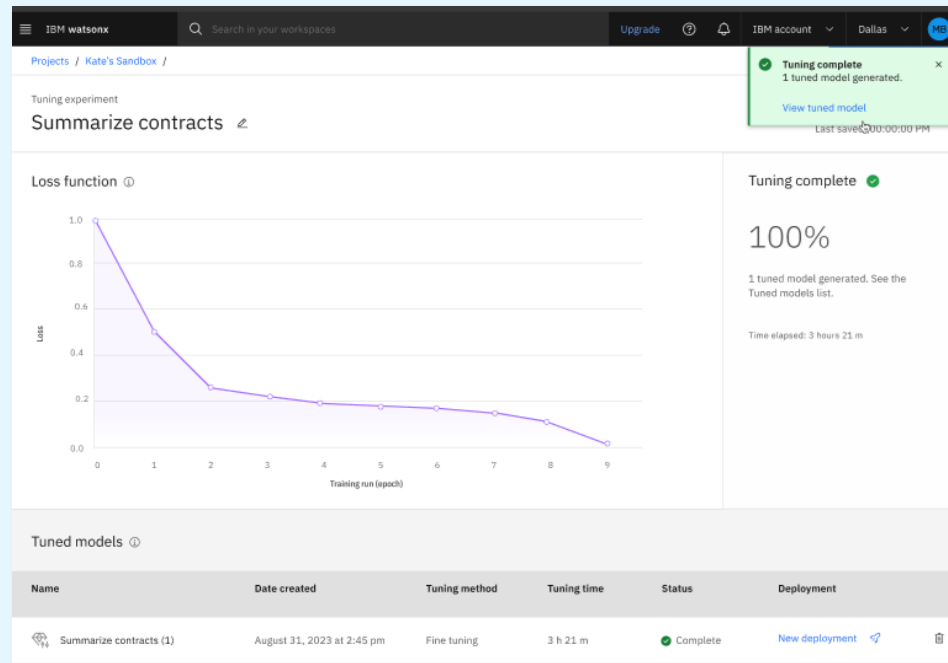 IBM watsonx
Search in your workspaces
Upgrade
IBM account
Dallas
MB
Projects / Kate's Sandbox /
Tuning complete
1 tuned model generated.
View tuned model
Tuning experiment
Summarize contracts
Last saved 00:00:00 PM
Loss function
1.0
0.8
0.6
0.4
0.2
0.0
Loss
0 1 2 3 4 5 6 7 8 9
Training run (epoch)
Tuning complete
100%
1 tuned model generated. See the
Tuned models list.
Time elapsed: 3 hours 21 m
Tuned models
Name Date created Tuning method Tuning time Status Deployment
Summarize contracts (1) August 31, 2023 at 2:45 pm Fine tuning 3 h 21 m Complete New deployment